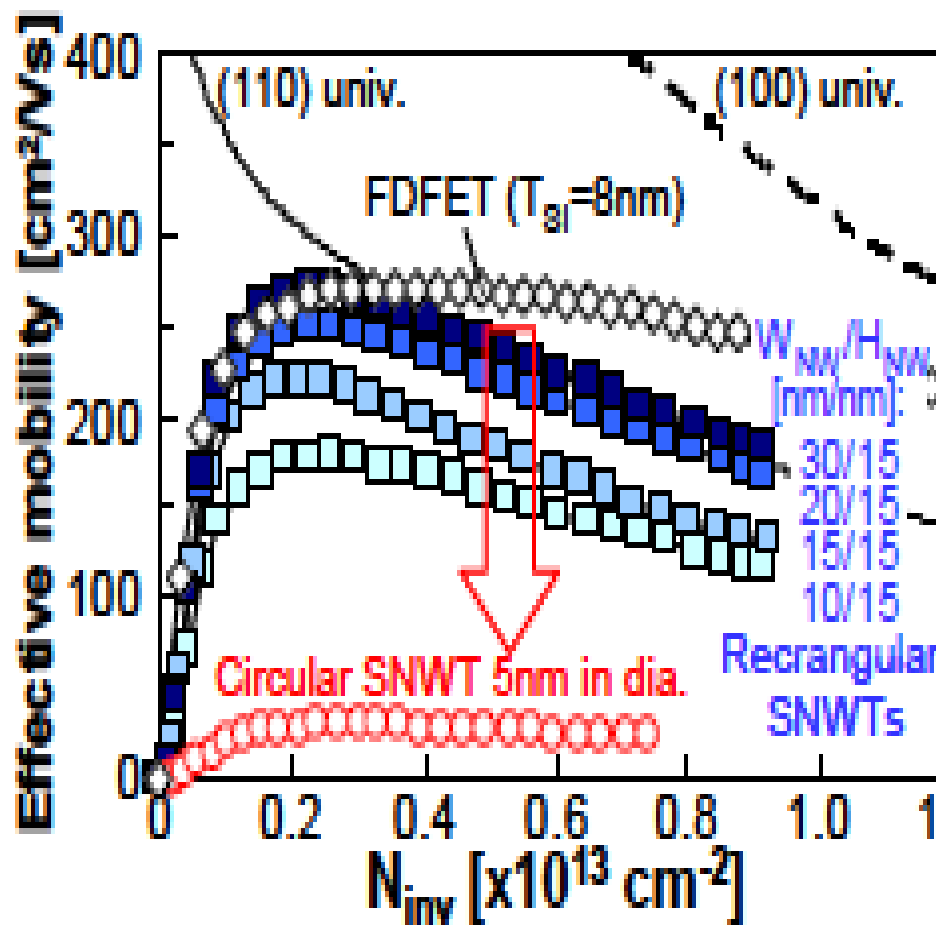 Effective mobility [cm²/Vs]
400
300
200
100
0
(110) univ.
(100) univ.
FDFET (TSI=8nm)
WNW/HNW
[nm/nm]:
30/15
20/15
15/15
10/15
Recrangular
SNWTs
Circular SNWT 5nm in dia.
0 0.2 0.4 0.6 0.8 1.0
Ninv [x10¹³ cm⁻²]